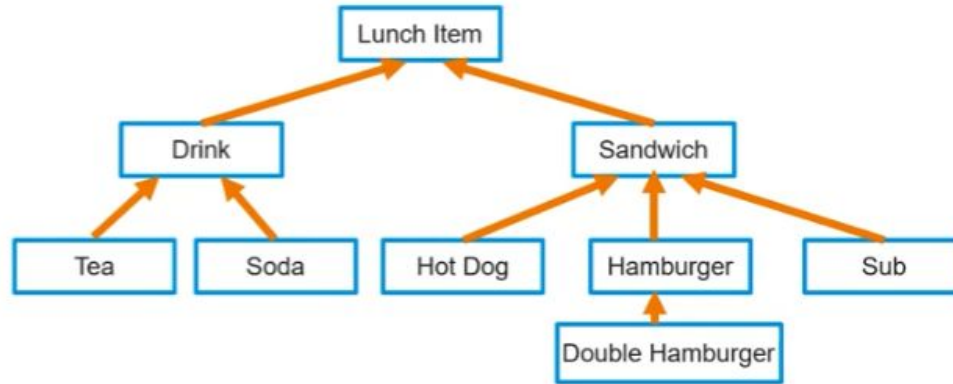 Lunch Item
Drink
Sandwich
Tea
Soda
Hot Dog
Hamburger
Sub
Double Hamburger